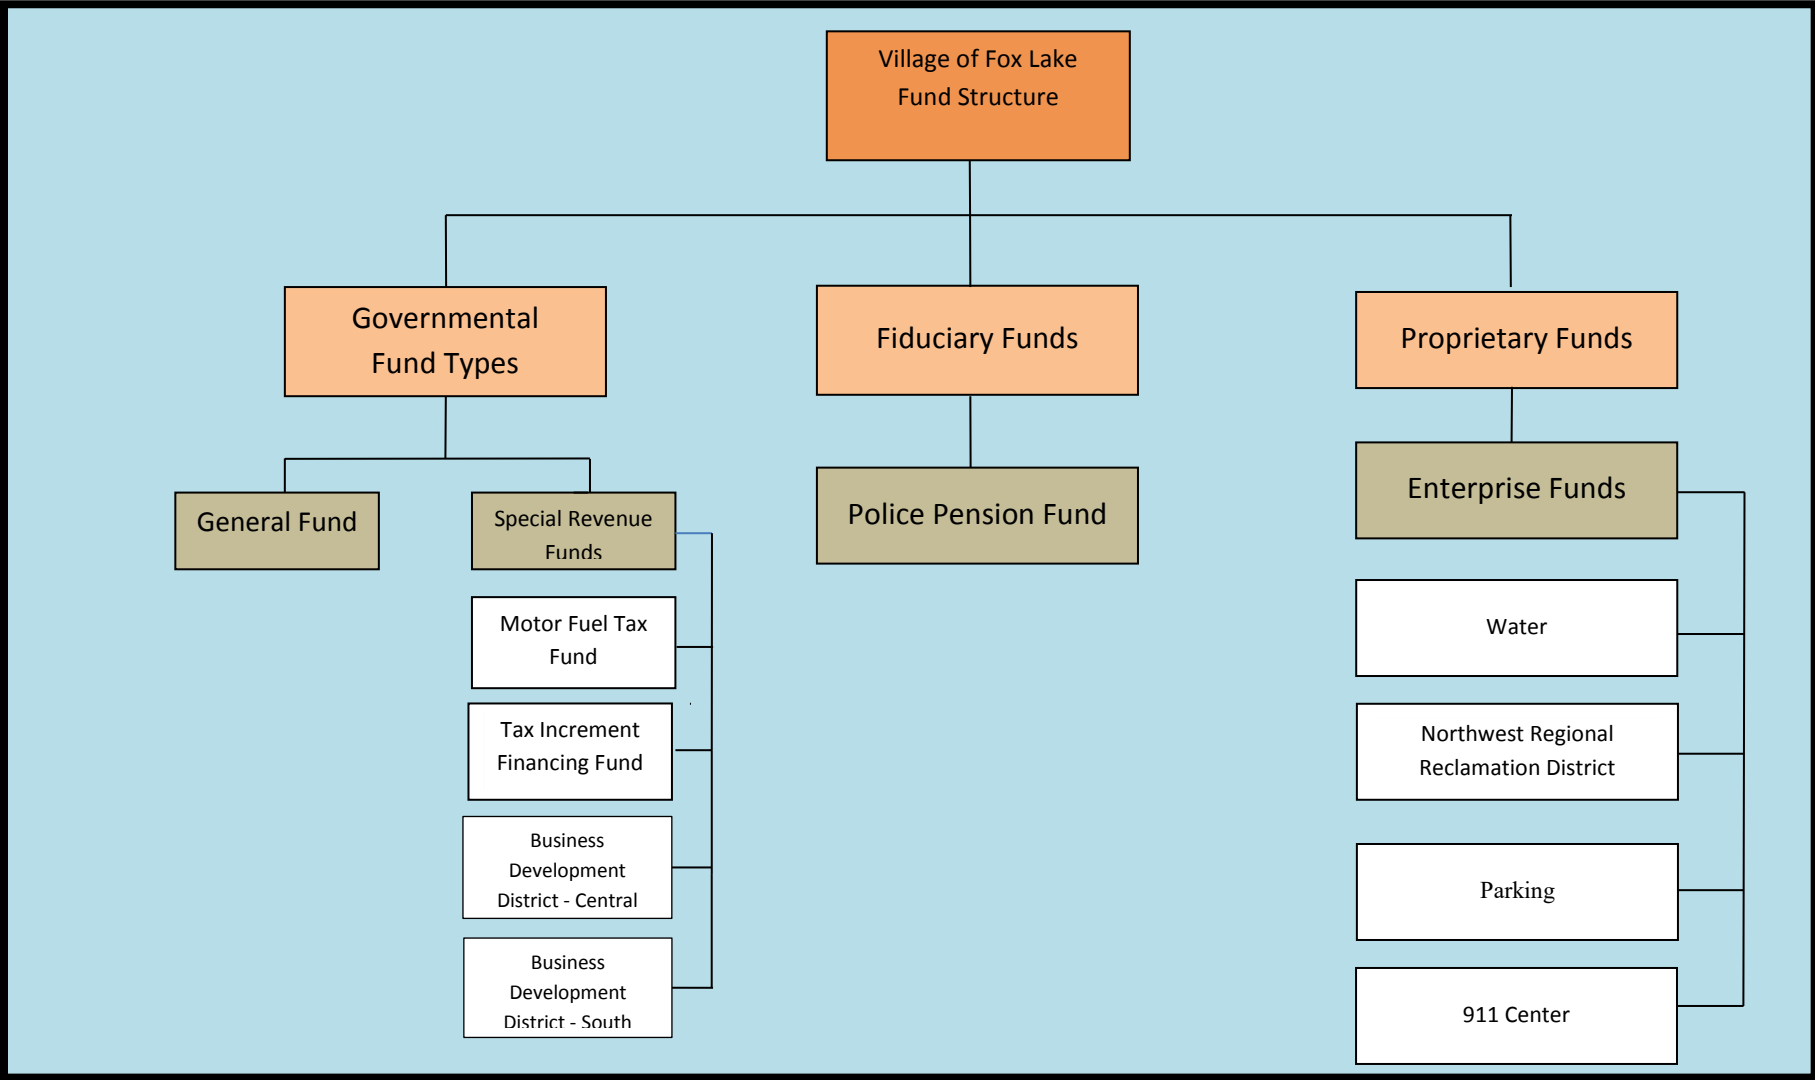 Village of Fox Lake
Fund Structure
Governmental
Fund Types
Fiduciary Funds
Proprietary Funds
General Fund
Special Revenue
Funds
Police Pension Fund
Enterprise Funds
Motor Fuel Tax
Fund
Tax Increment
Financing Fund
Business
Development
District - Central
Business
Development
District - South
Water
Northwest Regional
Reclamation District
Parking
911 Center